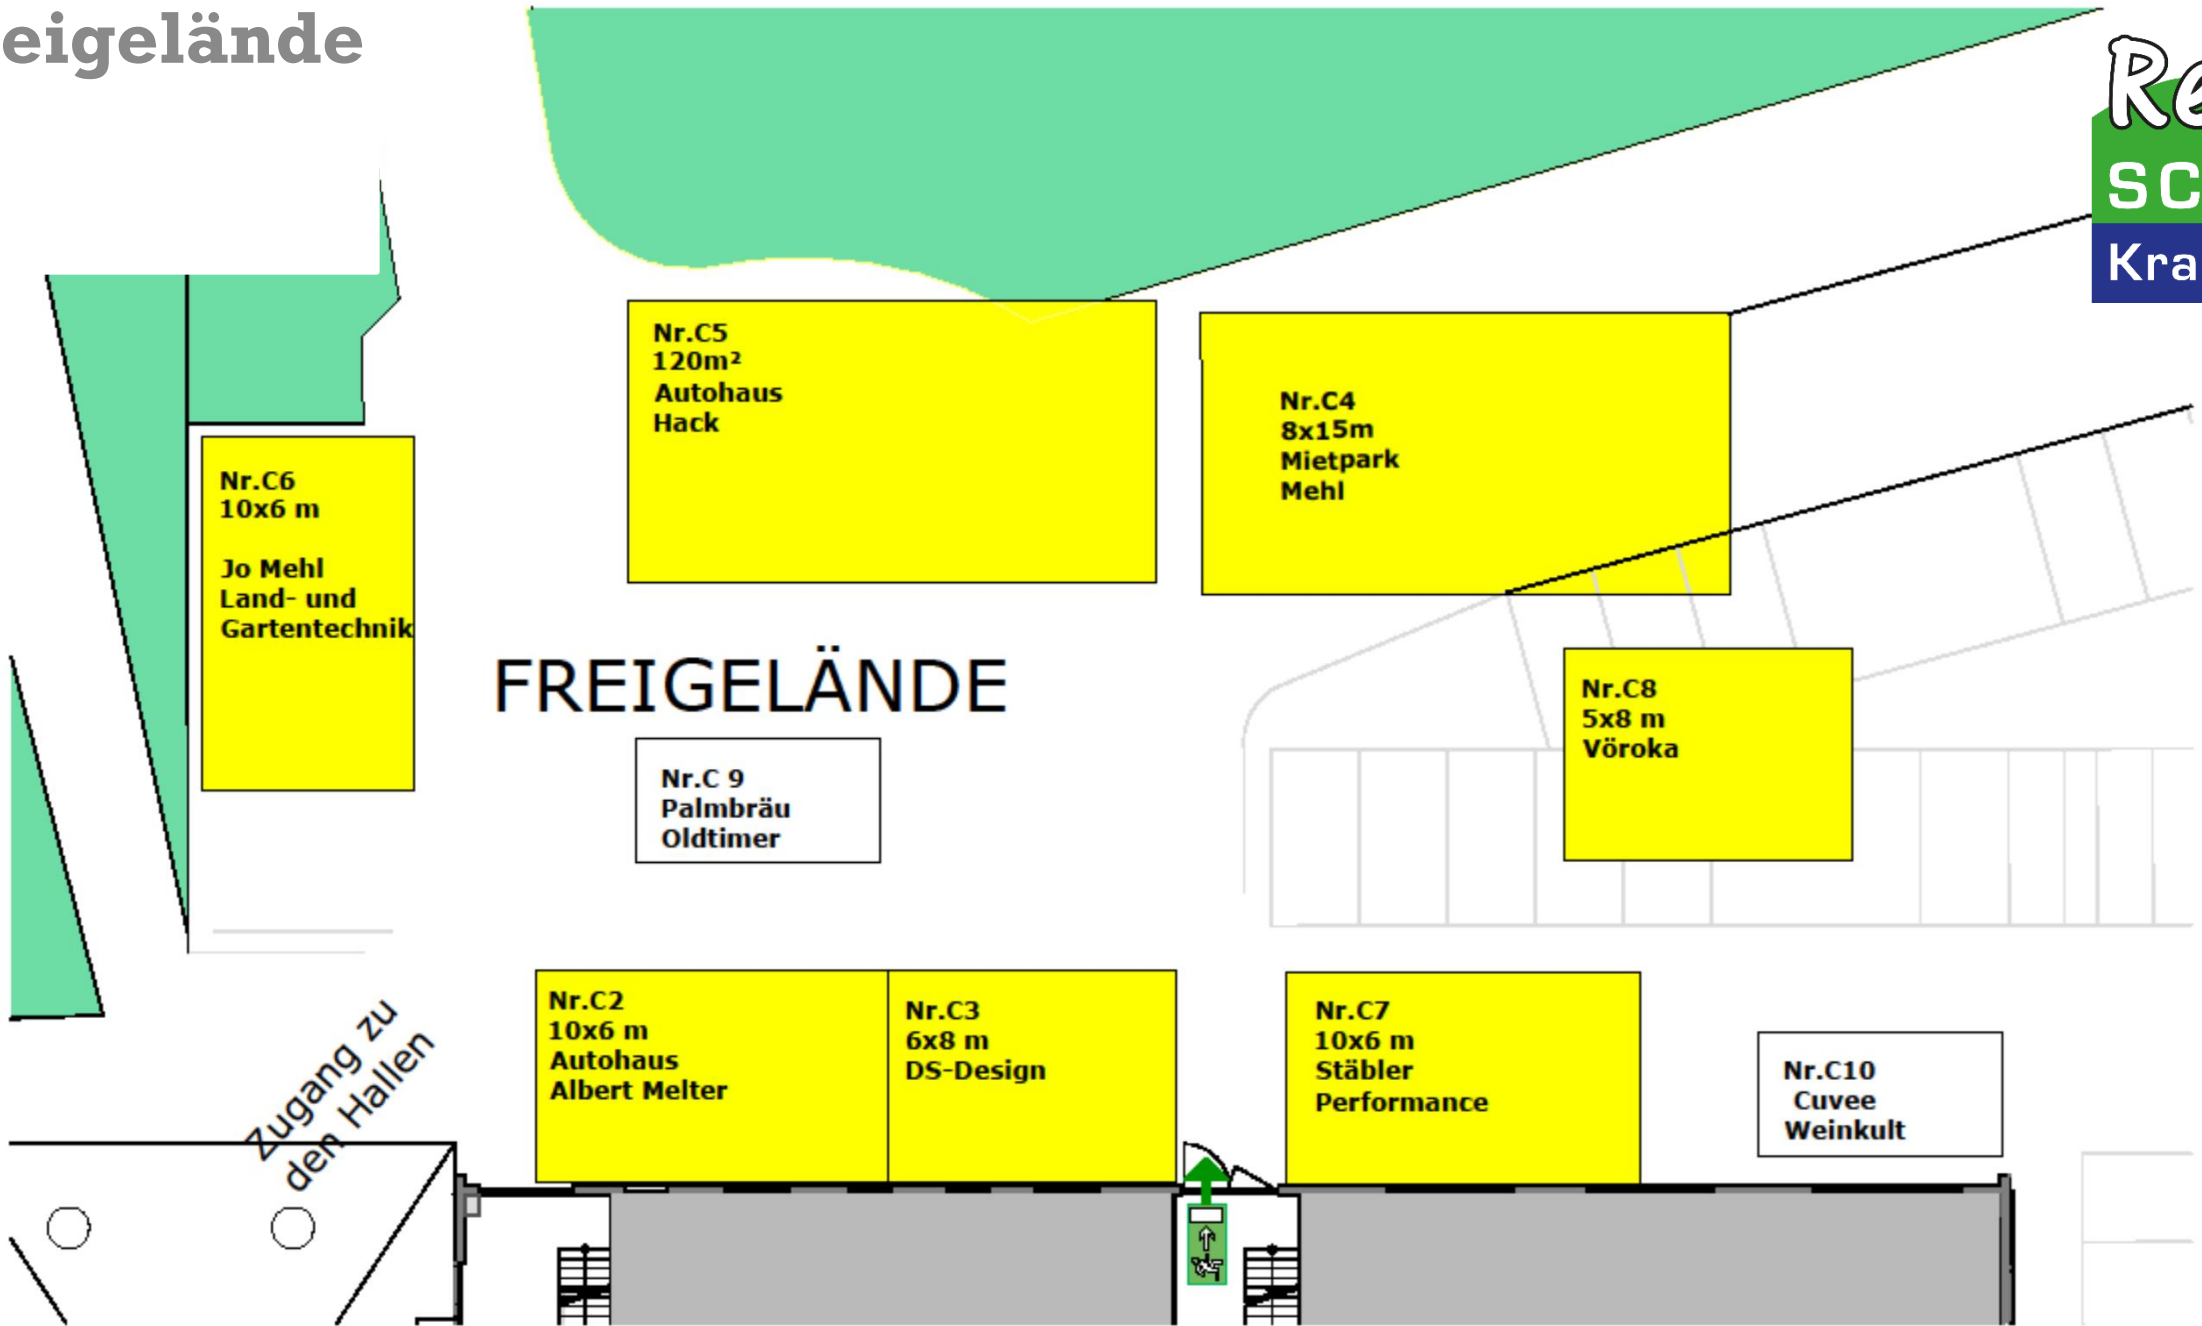 eigelände
Re
SC
Kra
Nr.C5
120m²
Autohaus
Hack
Nr.C4
8x15m
Mietpark
Mehl
Nr.C6
10x6 m
Jo Mehl
Land- und
Gartentechnik
FREIGELÄNDE
Nr.C8
5x8 m
Vöroka
Nr.C 9
Palmbräu
Oldtimer
Nr.C2
10x6 m
Autohaus
Albert Melter
Nr.C3
6x8 m
DS-Design
Nr.C7
10x6 m
Stäbler
Performance
Nr.C10
Cuvee
Weinkult
Zugang zu
den Hallen